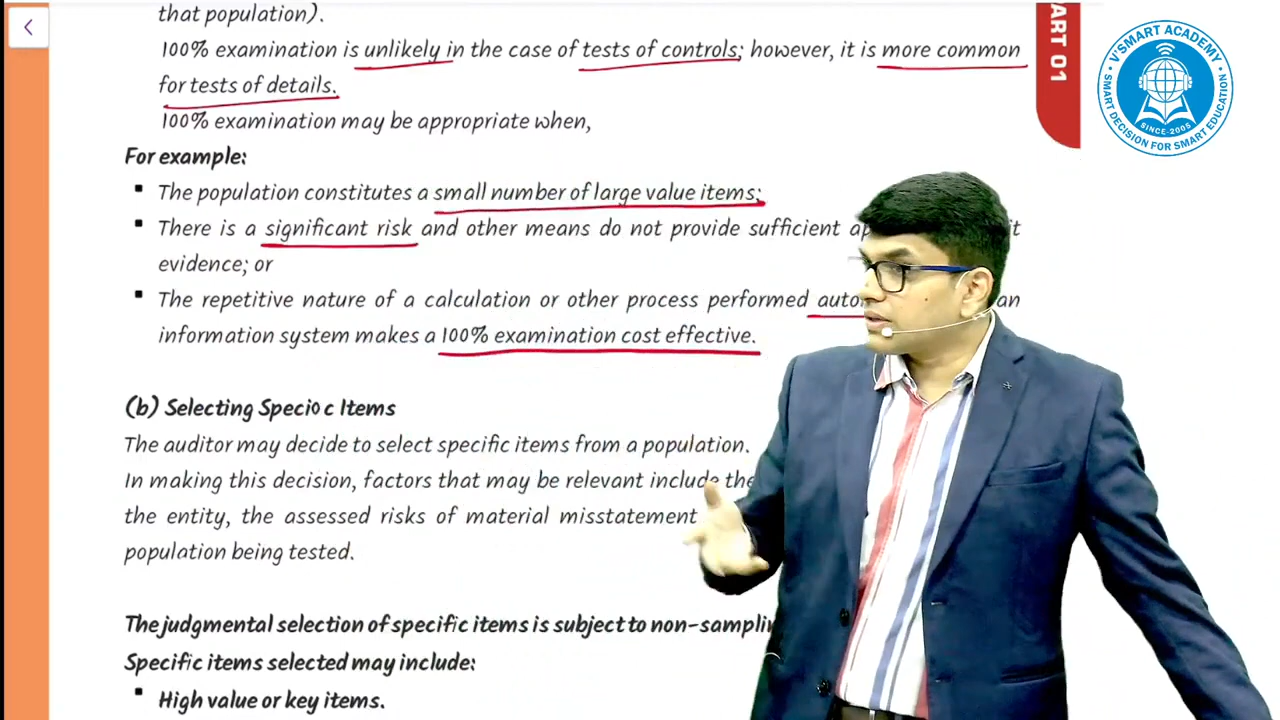 that population).
100% examination is unlikely in the case of tests of controls; however, it is more common
for tests of details.
100% examination may be appropriate when,
For example:
▪ The population constitutes a small number of large value items;
▪ There is a significant risk and other means do not provide sufficient
evidence; or
▪ The repetitive nature of a calculation or other process performed an
information system makes a 100% examination cost effective.
(b) Selecting Specio c Items
The auditor may decide to select specific items from a population.
In making this decision, factors that may be relevant include the
the entity, the assessed risks of material misstatement
population being tested.
The judgmental selection of specific items is subject to
Specific items selected may include:
▪ High value or key items.
ART 01
V'SMART ACADEMY
SINCE-2005
SMART DECISION FOR SMART EDUCATION